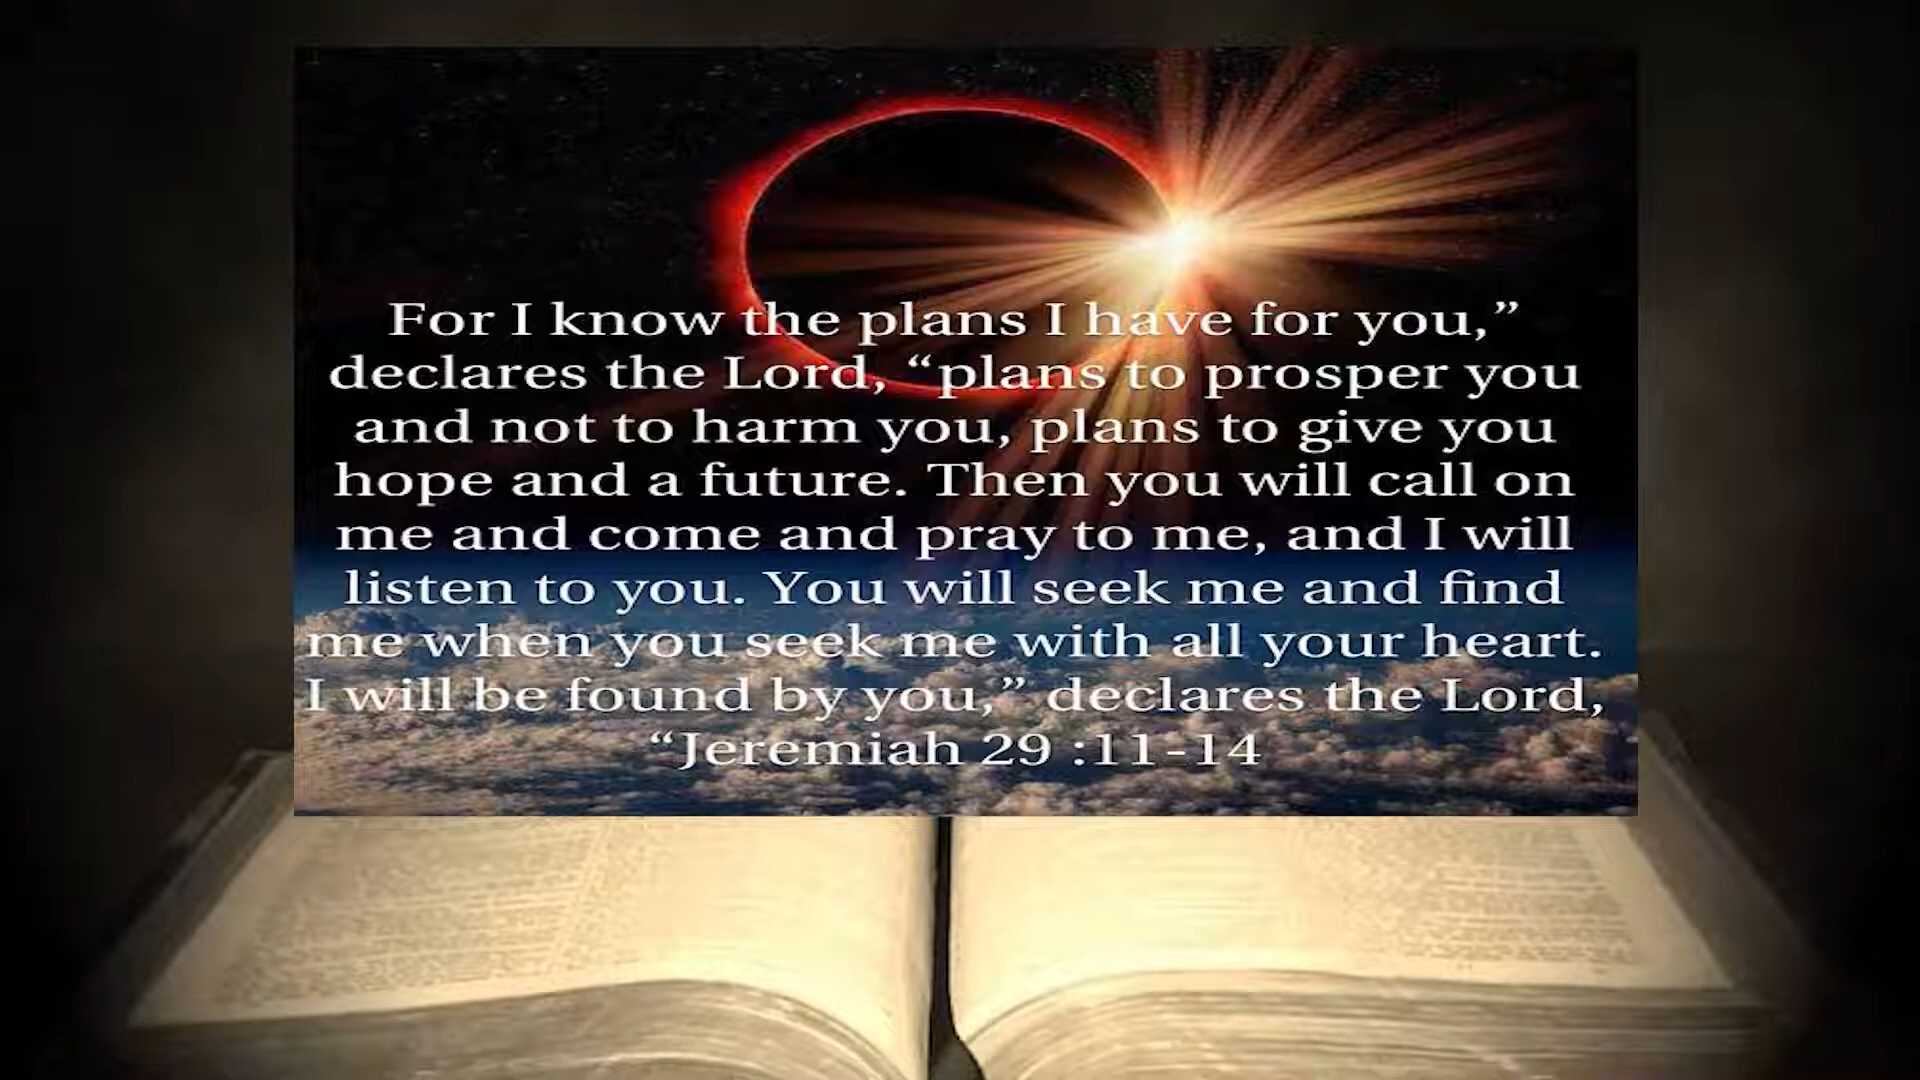 For I know the plans I have for you,”
declares the Lord, “plans to prosper you
and not to harm you, plans to give you
hope and a future. Then you will call on
me and come and pray to me, and I will
listen to you. You will seek me and find
me when you seek me with all your heart.
I will be found by you,” declares the Lord,
“Jeremiah 29 :11-14